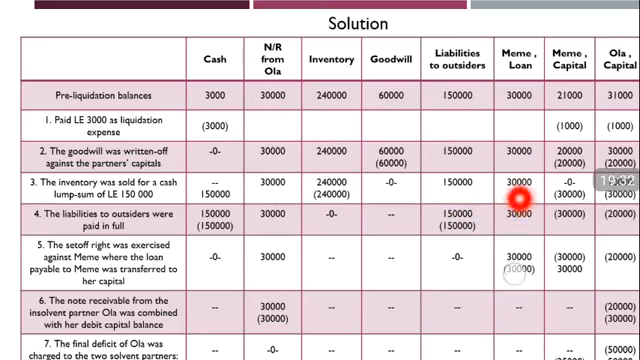 Solution
Cash N/R from Ola Inventory Goodwill Liabilities to outsiders Meme , Loan Meme , Capital Ola , Capital
Pre-liquidation balances 3000 30000 240000 60000 150000 30000 21000 31000
1. Paid LE 3000 as liquidation expense (3000) (1000) (1000)
2. The goodwill was written-off against the partners' capitals -0- 30000 240000 60000 (60000) 150000 30000 20000 (20000) 30000 (20000)
3. The inventory was sold for a cash lump-sum of LE 150 000 -- 150000 30000 240000 (240000) -0- 150000 30000 -0- (30000) (30000)
19:32
4. The liabilities to outsiders were paid in full 150000 (150000) 30000 -0- -- 150000 (150000) 30000 (30000) (20000)
5. The setoff right was exercised against Meme where the loan payable to Meme was transferred to her capital -0- 30000 -- -- -0- 30000 (30000) (30000) 30000 (20000)
6. The note receivable from the insolvent partner Ola was combined with her debit capital balance -- 30000 (30000) -- -- -- -- -- (20000) (30000)
7. The final deficit of Ola was charged to the two solvent partners: -- -0- -- -- -- -- -- (50000)